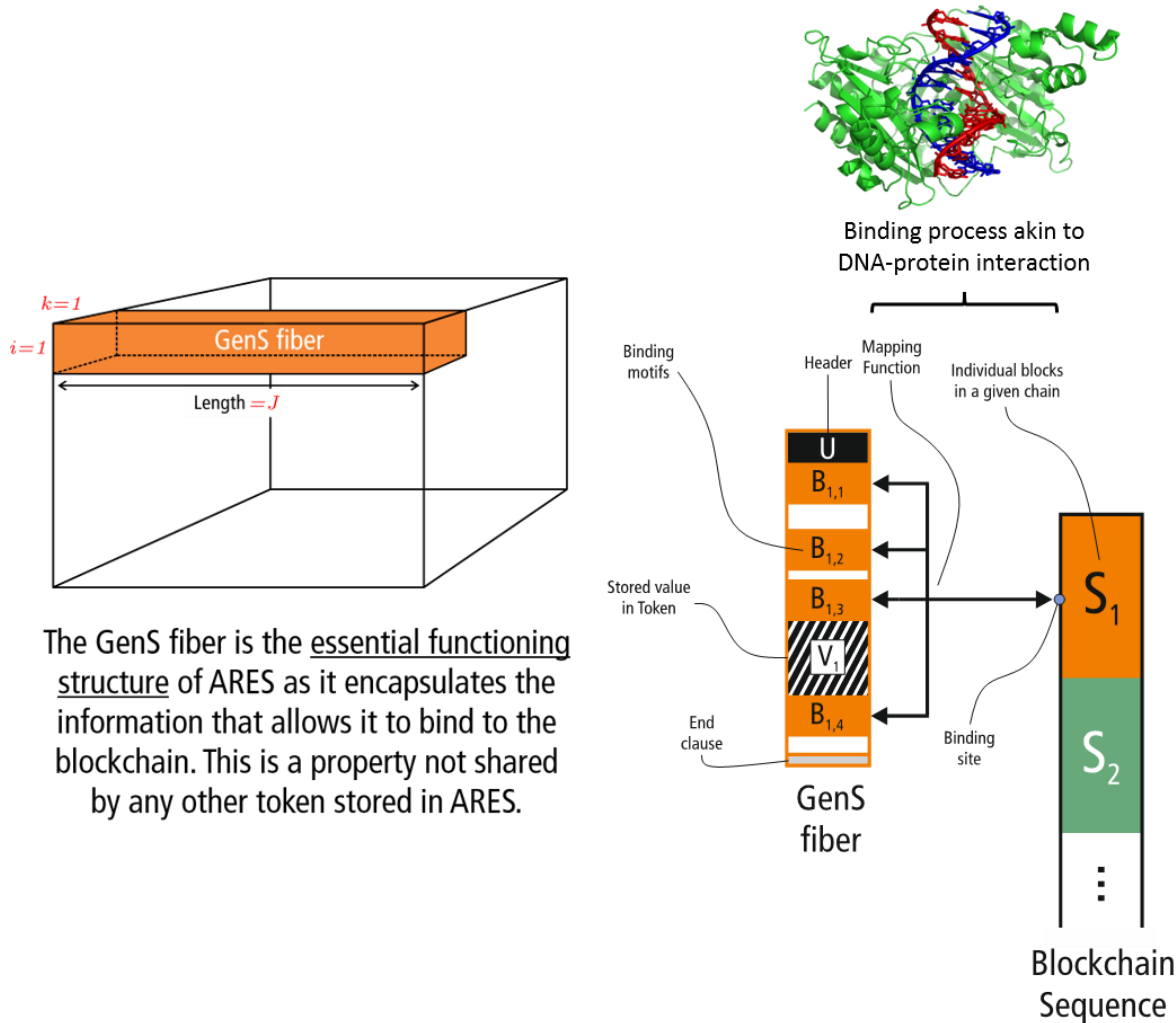 Binding process akin to
DNA-protein interaction
k=1
i=1
GenS fiber
Length =J
The GenS fiber is the essential functioning
structure of ARES as it encapsulates the
information that allows it to bind to the
blockchain. This is a property not shared
by any other token stored in ARES.
Binding
motifs
Header
Mapping
Function
Individual blocks
in a given chain
U
B1,1
B1,2
B1,3
V1
B1,4
Stored value
in Token
End
clause
GenS
fiber
Binding
site
S1
S2
⋮
Blockchain
Sequence